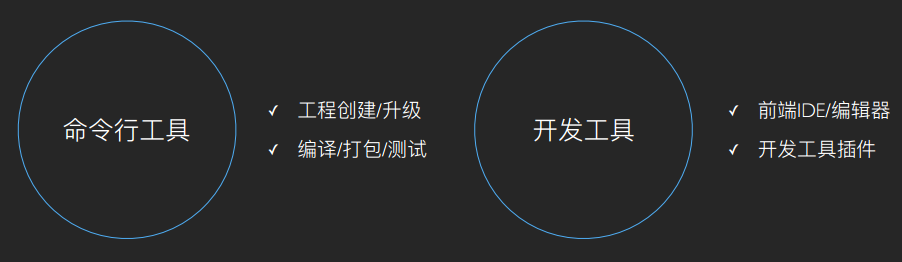 命令行工具
✓ 工程创建/升级
✓ 编译/打包/测试
开发工具
✓ 前端IDE/编辑器
✓ 开发工具插件